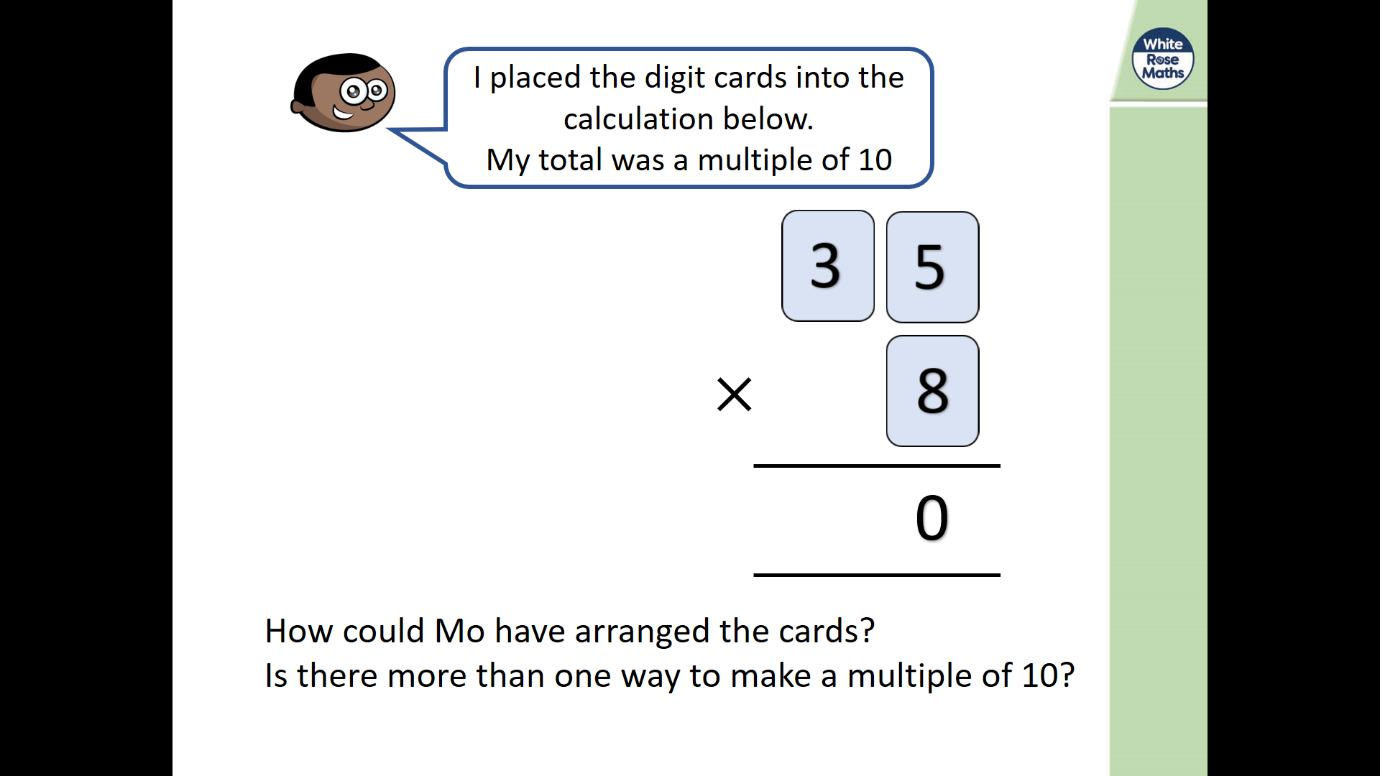 White
Rose
Maths
I placed the digit cards into the
calculation below.
My total was a multiple of 10
3 5
× 8
0
How could Mo have arranged the cards?
Is there more than one way to make a multiple of 10?